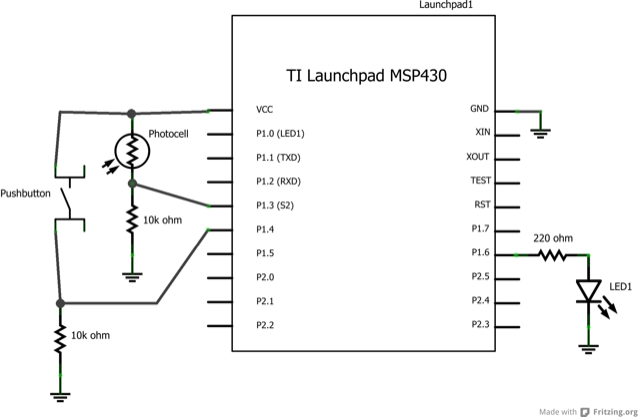 Launchpad1
TI Launchpad MSP430
VCC
P1.0 (LED1)
P1.1 (TXD)
P1.2 (RXD)
P1.3 (S2)
P1.4
P1.5
P2.0
P2.1
P2.2
GND
XIN
XOUT
TEST
RST
P1.7
P1.6
P2.5
P2.4
P2.3
Photocell
Pushbutton
10k ohm
10k ohm
220 ohm
LED1
Made with Fritzing.org